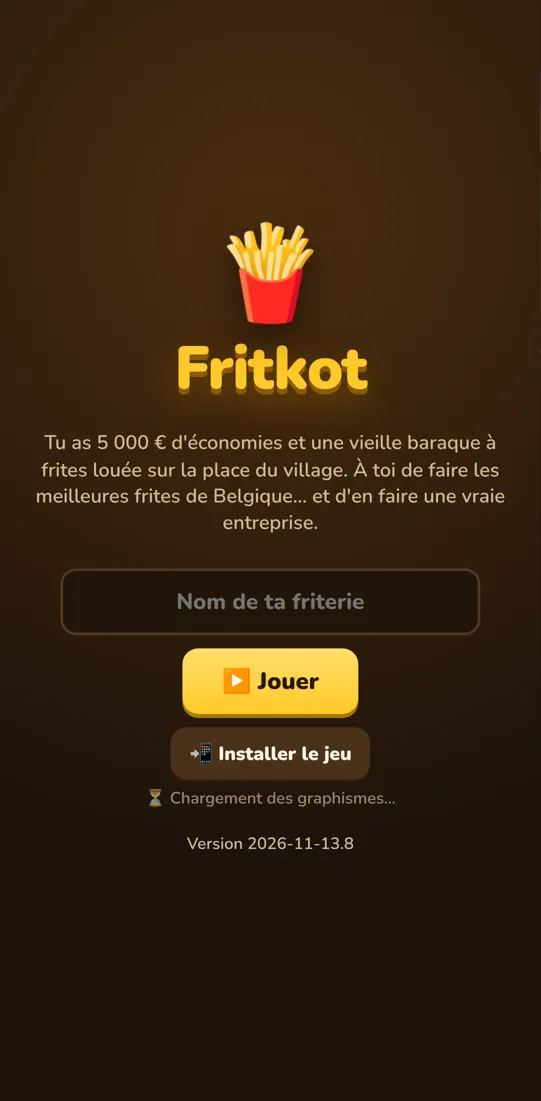 Fritkot
Tu as 5 000 € d'économies et une vieille baraque à
frites louée sur la place du village. À toi de faire les
meilleures frites de Belgique... et d'en faire une vraie
entreprise.
Nom de ta friterie
▶️ Jouer
📲 Installer le jeu
⏳ Chargement des graphismes...
Version 2026-11-13.8